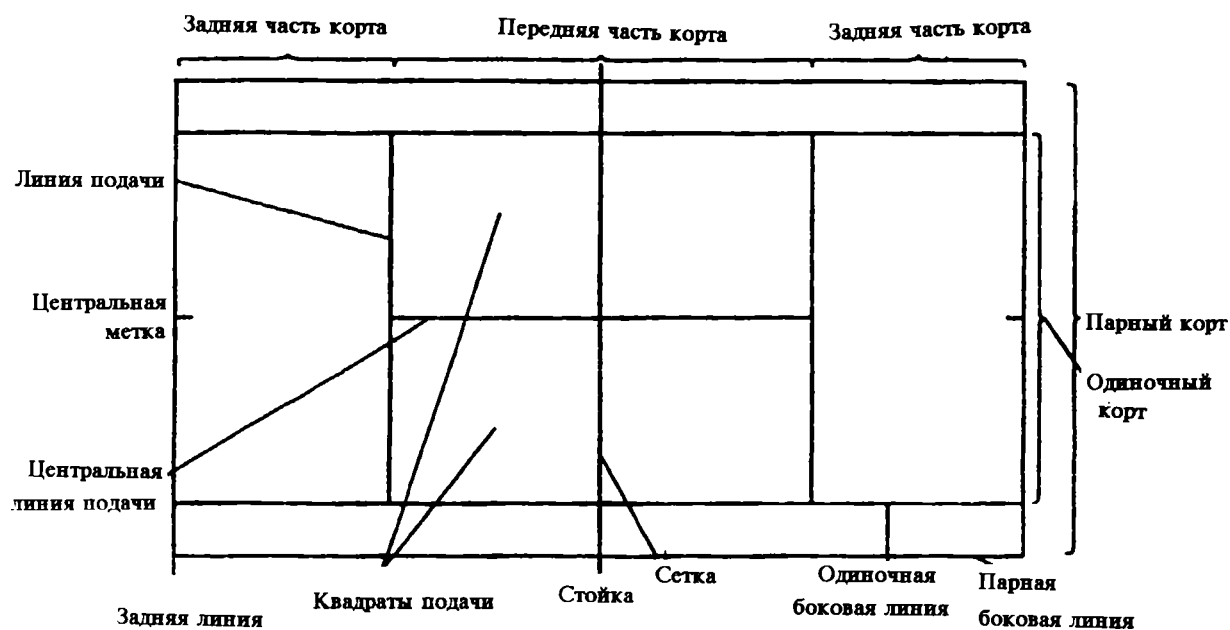 Задняя часть корта
Передняя часть корта
Задняя часть корта
Линия подачи
Центральная
метка
Парный корт
Одиночный
корт
Центральная
линия подачи
Задняя линия
Квадраты подачи
Стойка
Сетка
Одиночная
боковая линия
Парная
боковая линия